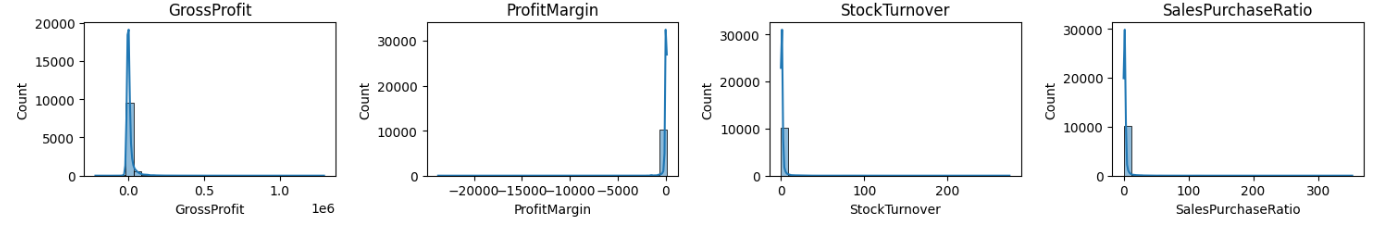 GrossProfit
20000
15000
10000
5000
0
Count
0.0 0.5 1.0
1e6
GrossProfit
ProfitMargin
30000
20000
10000
0
Count
−20000 −15000 −10000 −5000 0
ProfitMargin
StockTurnover
30000
20000
10000
0
Count
0 100 200
StockTurnover
SalesPurchaseRatio
30000
20000
10000
0
Count
0 100 200 300
SalesPurchaseRatio